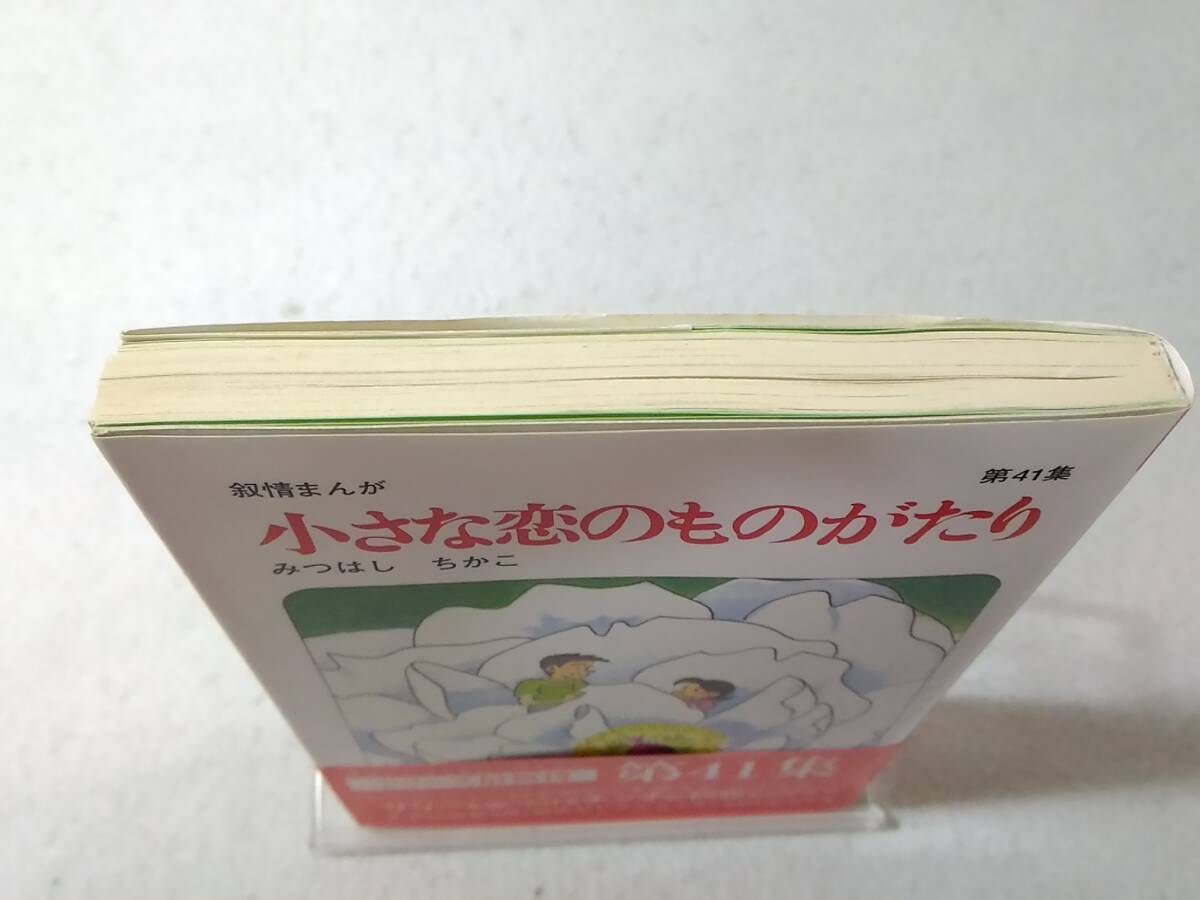 叙情まんが
第41集
小さな恋のものがたり
みつはし ちかこ
第41集